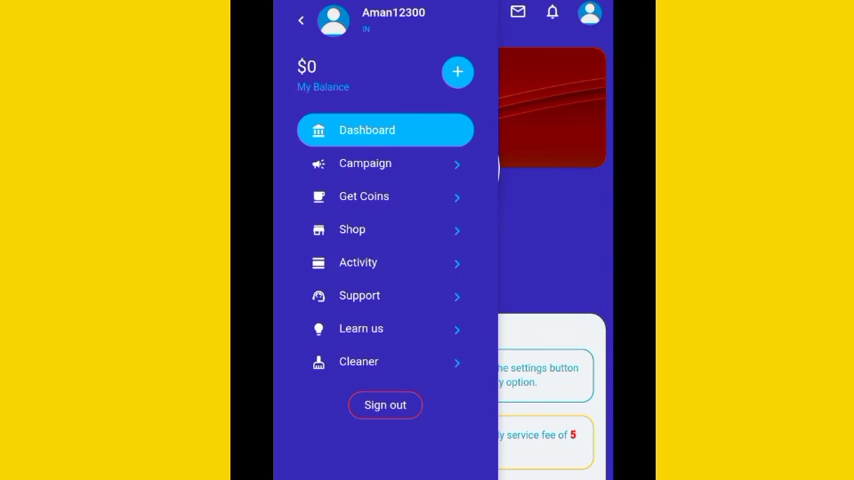 Aman12300
IN
$0
My Balance
Dashboard
Campaign
Get Coins
Shop
Activity
Support
Learn us
Cleaner
Sign out
he settings button
y option.
y service fee of 5